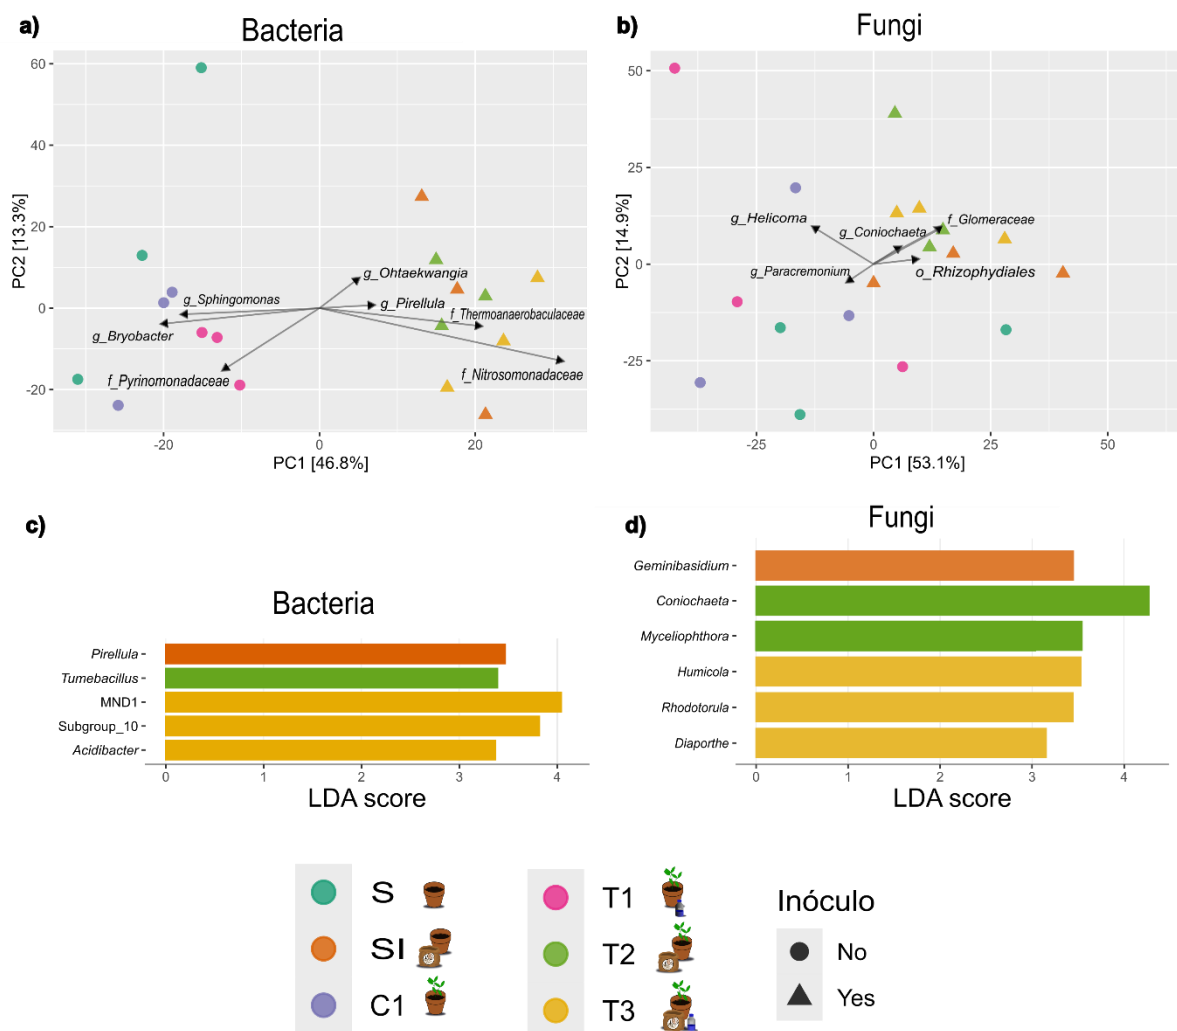 a)
Bacteria
60
40
20
0
-20
-20
0
20
PC2 [13.3%]
PC1 [46.8%]
g_Ohtaekwangia
g_Sphingomonas
g_Pirellula
f_Thermoanaerobaculaceae
g_Bryobacter
f_Pyrinomonadaceae
f_Nitrosomonadaceae
b)
Fungi
50
25
0
-25
-25
0
25
50
PC2 [14.9%]
PC1 [53.1%]
g_Helicoma
f_Glomeraceae
g_Coniochaeta
g_Paracremonium
o_Rhizophydiales
c)
Bacteria
Pirellula
Tumebacillus
MND1
Subgroup_10
Acidibacter
0 1 2 3 4
LDA score
d)
Fungi
Geminibasidium
Coniochaeta
Myceliophthora
Humicola
Rhodotorula
Diaporthe
0 1 2 3 4
LDA score
S
SI
C1
T1
T2
T3
Inóculo
No
Yes